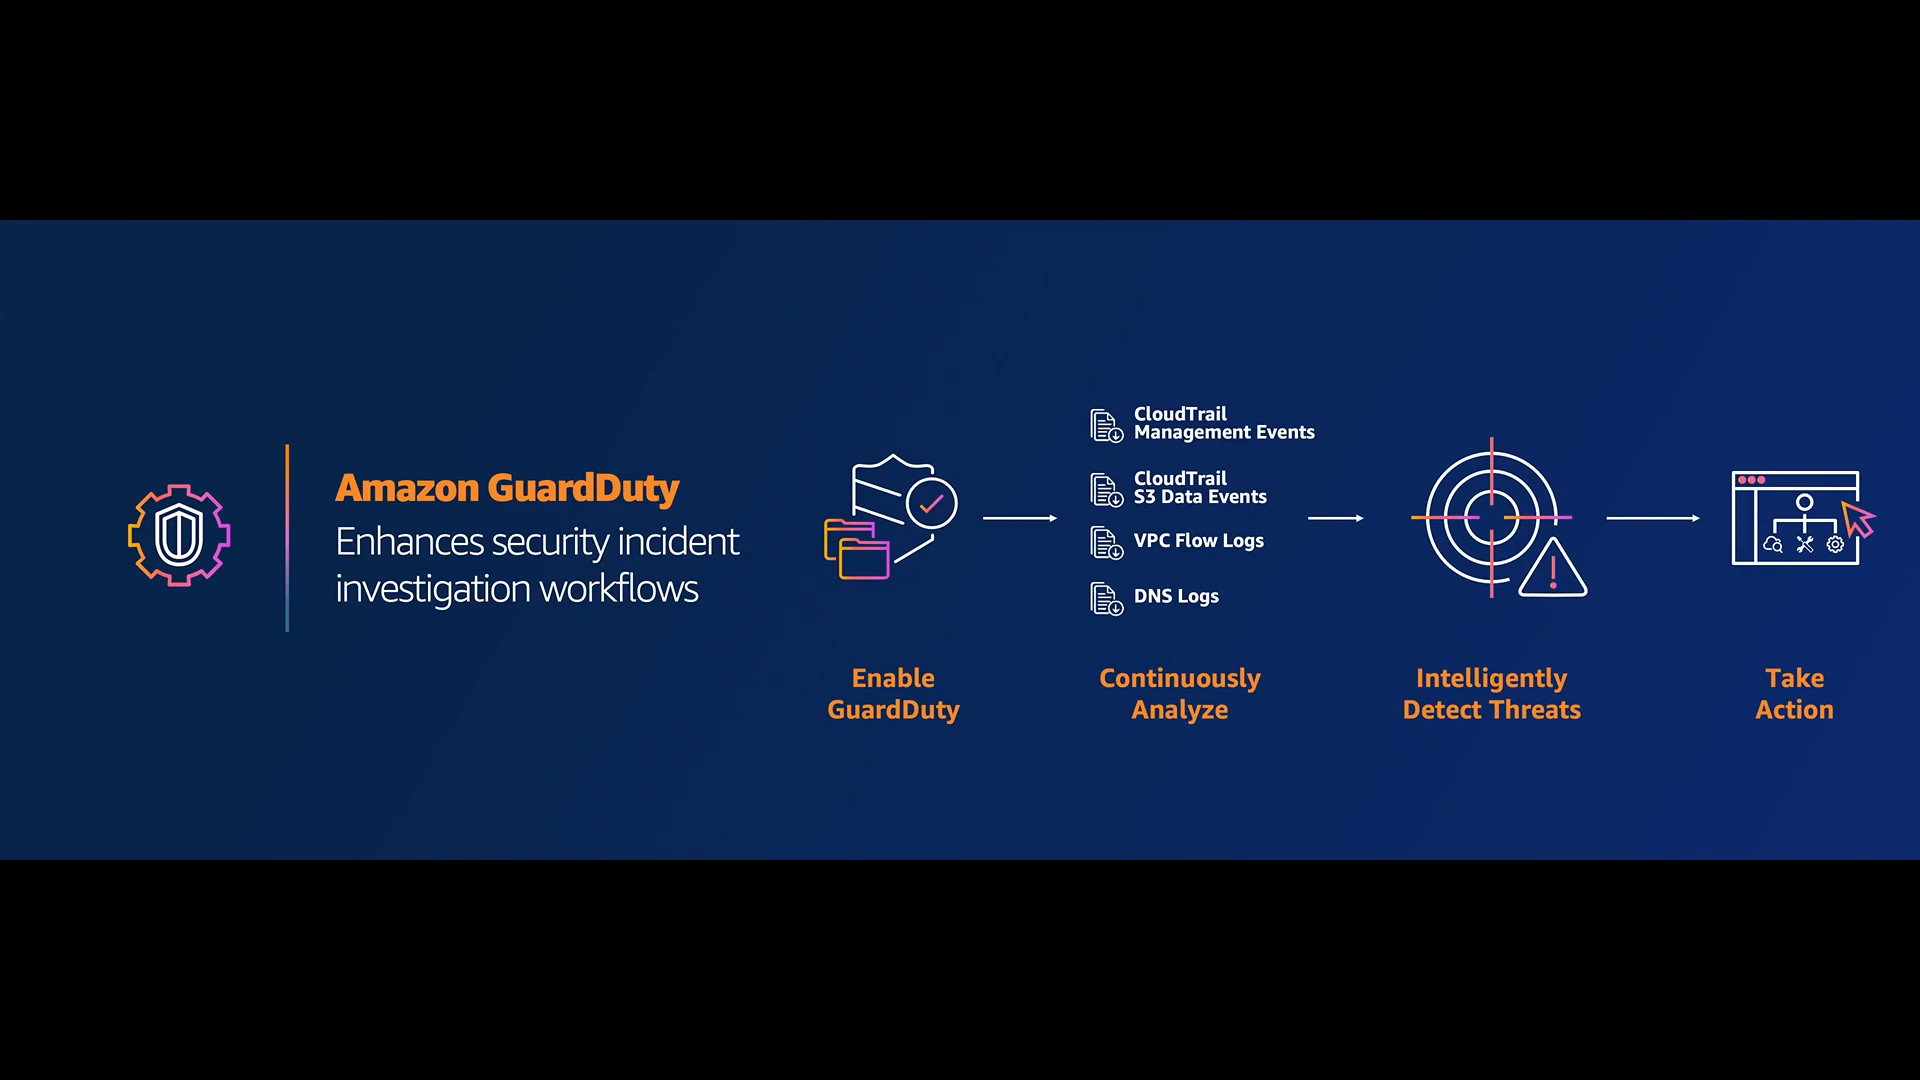 Amazon GuardDuty
Enhances security incident
investigation workflows
CloudTrail
Management Events
CloudTrail
S3 Data Events
VPC Flow Logs
DNS Logs
Enable
GuardDuty
Continuously
Analyze
Intelligently
Detect Threats
Take
Action